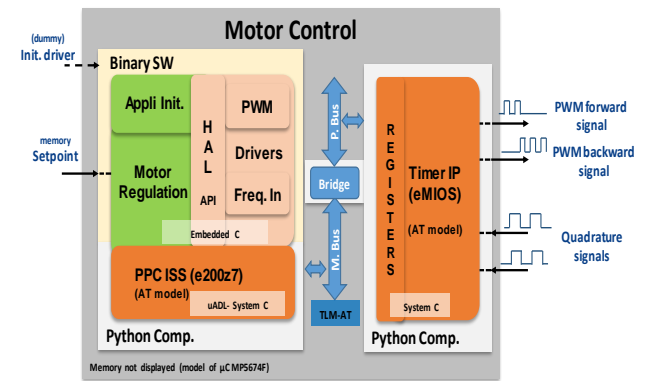 Motor Control
(dummy)
Init. driver
Binary SW
Appli Init.
H
A
L
API
PWM
Drivers
Freq. In
Motor
Regulation
Embedded C
memory
Setpoint
PPC ISS (e200z7)
(AT model)
uADL- System C
Python Comp.
P. Bus
Bridge
M. Bus
TLM-AT
R
E
G
I
S
T
E
R
S
Timer IP
(eMIOS)
(AT model)
System C
Python Comp.
PWM forward
signal
PWM backward
signal
Quadrature
signals
Memory not displayed (model of µC MP5674F)